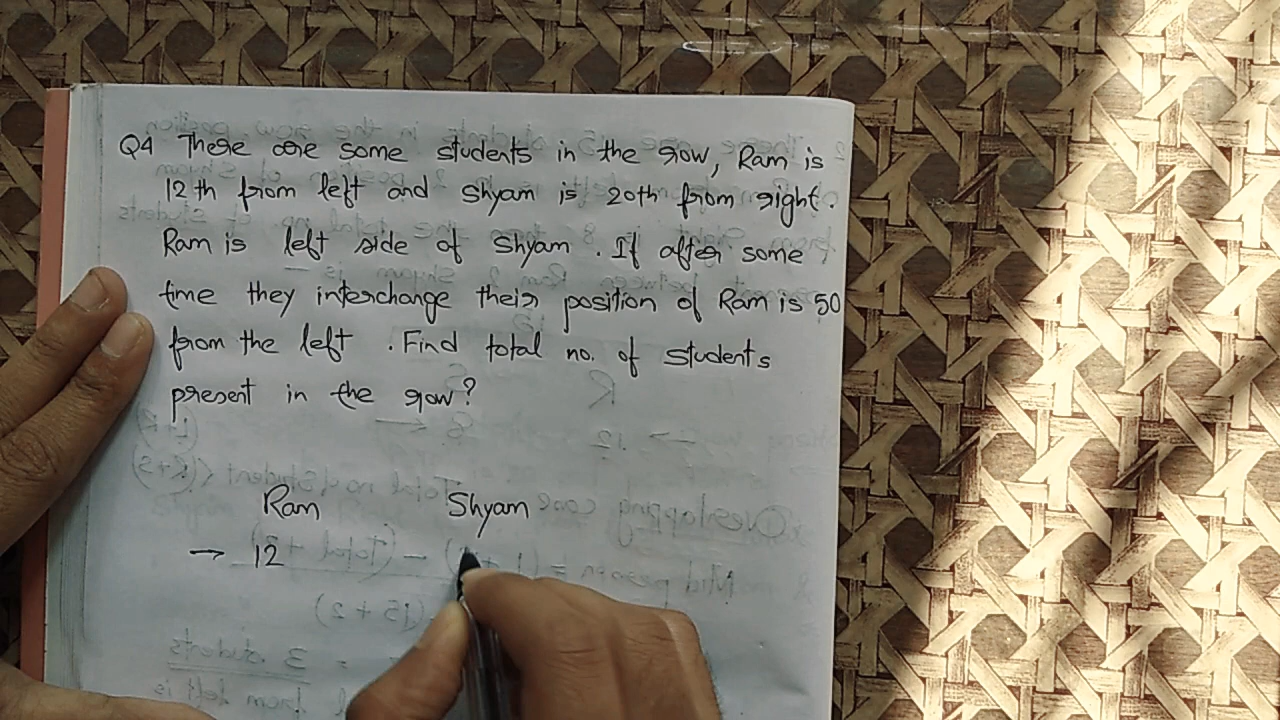 Q4 There are some students in the row, Ram is
12th from left and Shyam is 20th from right.
Ram is left side of Shyam. If after some
time they interchange their position of Ram is 50
from the left. Find total no. of students
present in the row?
Ram Shyam
→ 12